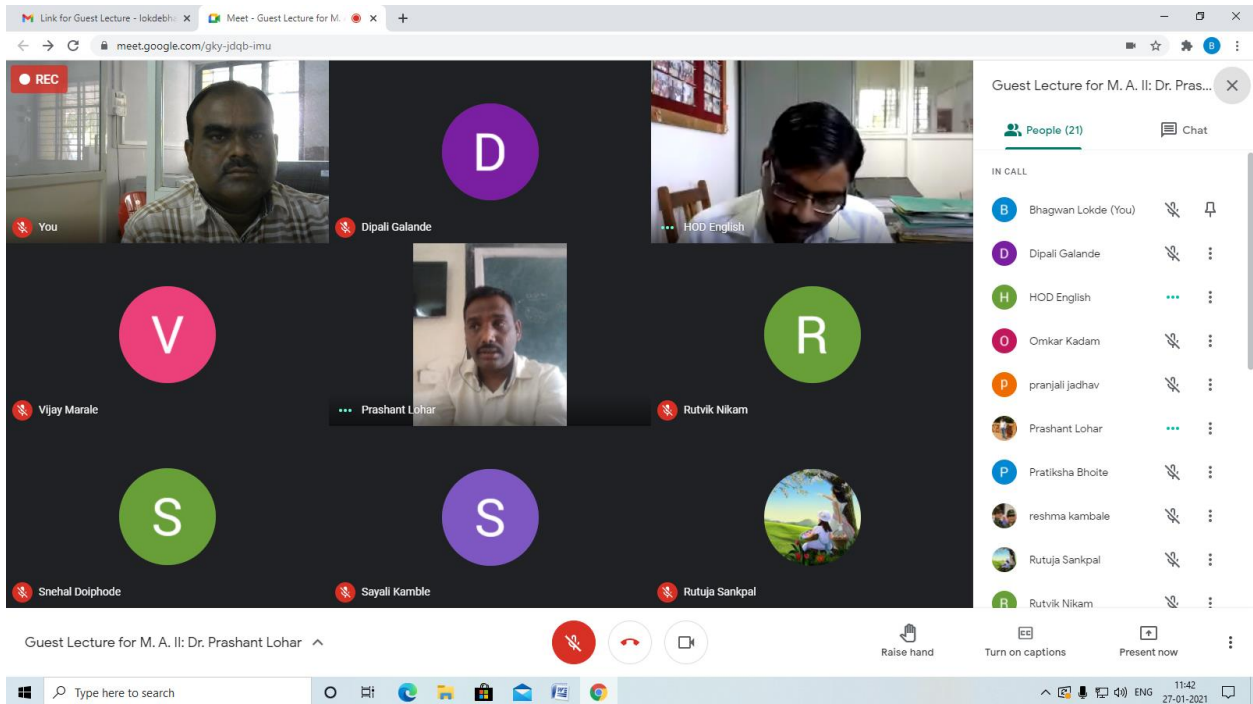 Link for Guest Lecture - lokdebh
Meet - Guest Lecture for M.
meet.google.com/gky-jdqb-imu
B
REC
You
D
Dipali Galande
HOD English
V
Vijay Marale
Prashant Lohar
R
Rutvik Nikam
S
Snehal Doiphode
S
Sayali Kamble
Rutuja Sankpal
Guest Lecture for M. A. II: Dr. Pras...
People (21)
Chat
IN CALL
B Bhagwan Lokde (You)
D Dipali Galande
H HOD English
O Omkar Kadam
P pranjali jadhav
Prashant Lohar
P Pratiksha Bhoite
reshma kambale
Rutuja Sankpal
R Rutvik Nikam
Guest Lecture for M. A. II: Dr. Prashant Lohar
Raise hand
CC
Turn on captions
Present now
Type here to search
ENG
11:42
27-01-2021